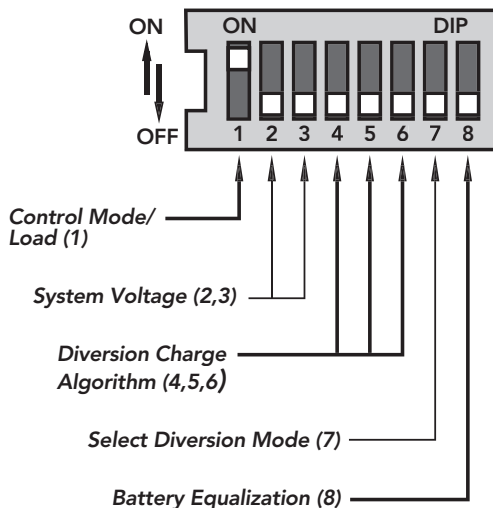 ON
ON DIP
OFF
1 2 3 4 5 6 7 8
Control Mode/
Load (1)
System Voltage (2,3)
Diversion Charge
Algorithm (4,5,6)
Select Diversion Mode (7)
Battery Equalization (8)